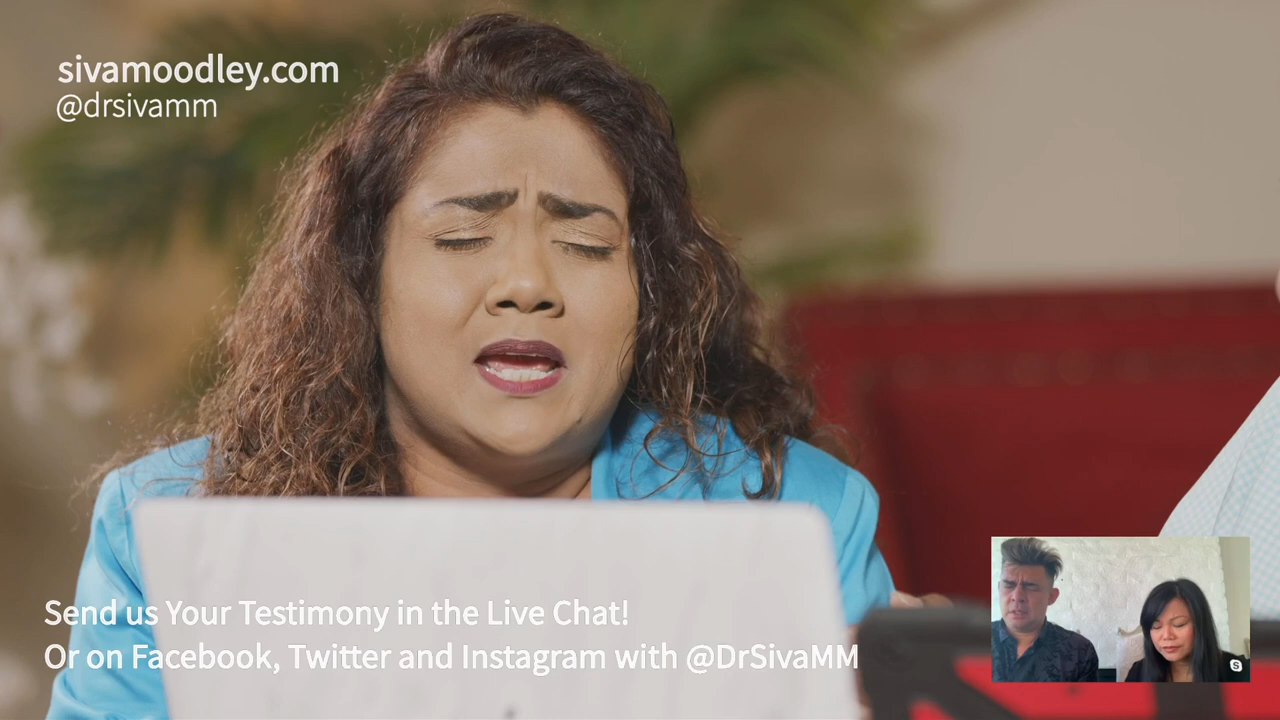 sivamoodley.com
@drsivamm
Send us Your Testimony in the Live Chat!
Or on Facebook, Twitter and Instagram with @DrSivaMM